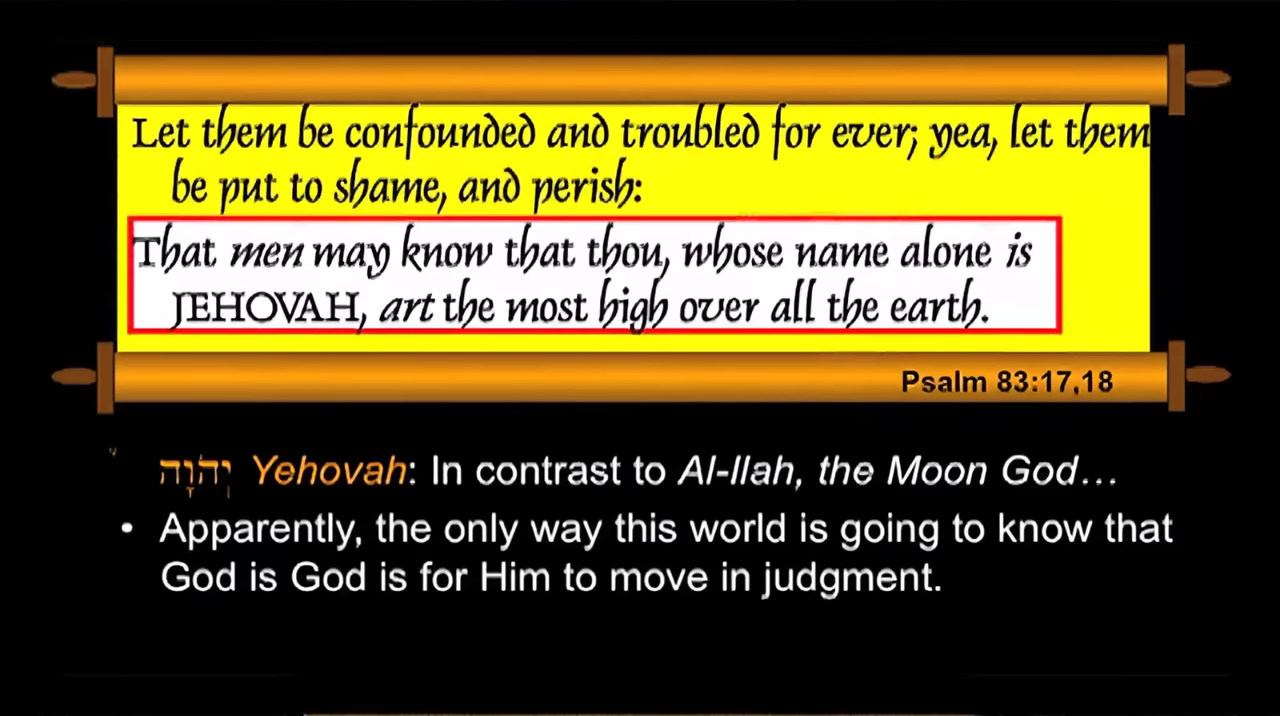 Let them be confounded and troubled for ever; yea, let them
be put to shame, and perish:
That men may know that thou, whose name alone is
JEHOVAH, art the most high over all the earth.
Psalm 83:17,18
יְהֹוָה Yehovah: In contrast to Al-Ilah, the Moon God…
• Apparently, the only way this world is going to know that
God is God is for Him to move in judgment.